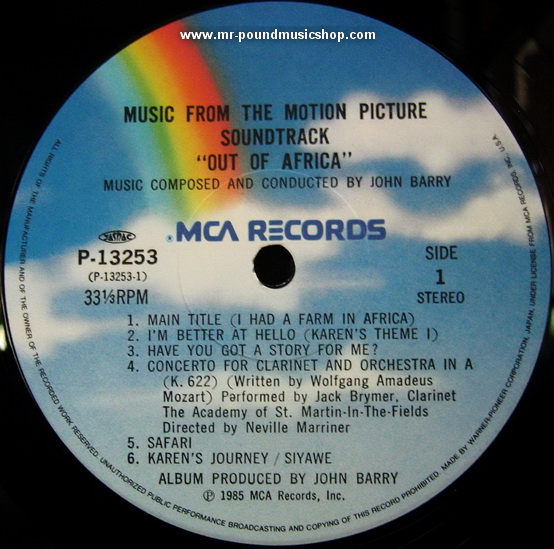 www.mr-poundmusicshop.com
MUSIC FROM THE MOTION PICTURE
SOUNDTRACK
"OUT OF AFRICA"
MUSIC COMPOSED AND CONDUCTED BY JOHN BARRY
MCA RECORDS
P-13253
(P-13253-1)
33⅓RPM
SIDE
1
STEREO
1. MAIN TITLE (I HAD A FARM IN AFRICA)
2. I'M BETTER AT HELLO (KAREN'S THEME I)
3. HAVE YOU GOT A STORY FOR ME?
4. CONCERTO FOR CLARINET AND ORCHESTRA IN A
(K. 622) (Written by Wolfgang Amadeus
Mozart) Performed by Jack Brymer, Clarinet
The Academy of St. Martin-In-The-Fields
Directed by Neville Marriner
5. SAFARI
6. KAREN'S JOURNEY / SIYAWE
ALBUM PRODUCED BY JOHN BARRY
Ⓟ 1985 MCA Records, Inc.
ALL RIGHTS OF THE MANUFACTURER AND OF THE OWNER OF THE RECORDED WORK RESERVED. UNAUTHORIZED PUBLIC PERFORMANCE BROADCASTING AND COPYING OF THIS RECORD PROHIBITED. MADE BY WARNER-PIONEER CORPORATION, JAPAN, UNDER LICENSE FROM MCA RECORDS, INC., U.S.A.